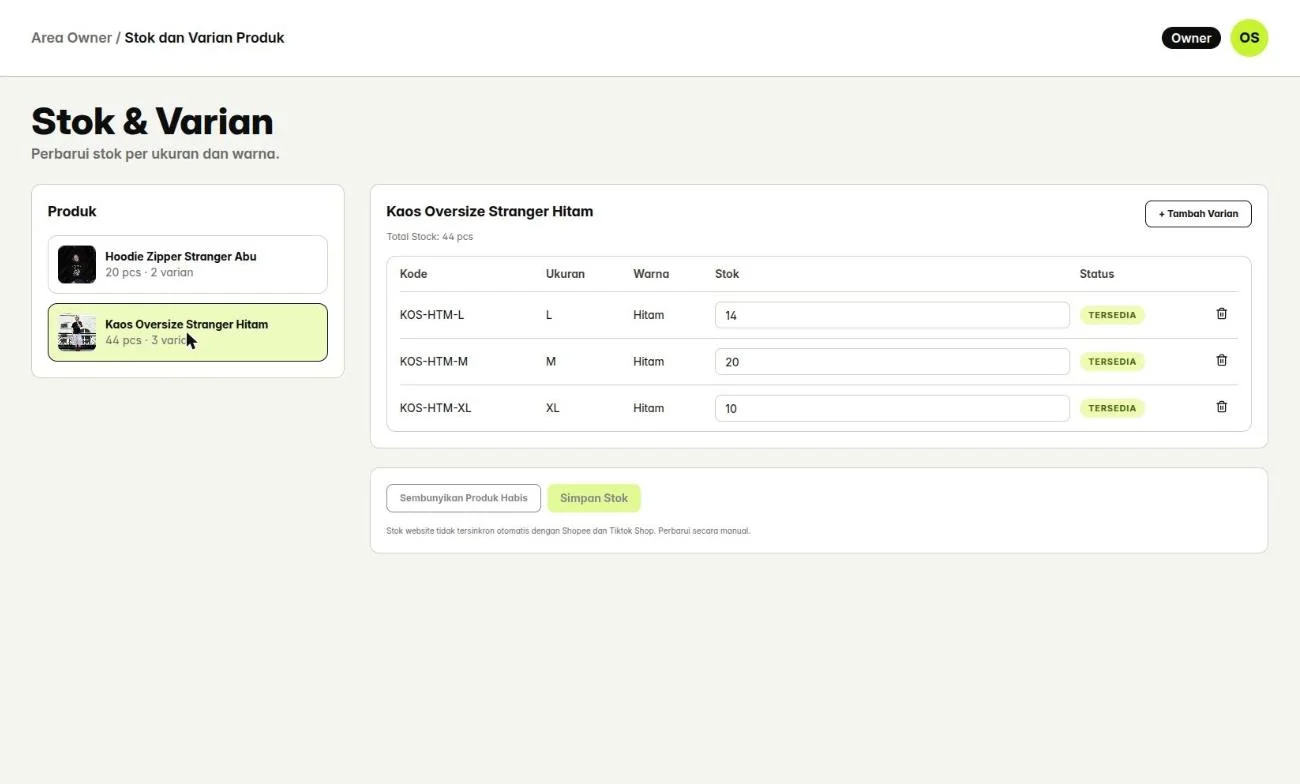 Area Owner / Stok dan Varian Produk
Owner
OS
Stok & Varian
Perbarui stok per ukuran dan warna.
Produk
Hoodie Zipper Stranger Abu
20 pcs · 2 varian
Kaos Oversize Stranger Hitam
44 pcs · 3 varia
Kaos Oversize Stranger Hitam
Total Stock: 44 pcs
+ Tambah Varian
Kode Ukuran Warna Stok Status
KOS-HTM-L L Hitam 14 TERSEDIA
KOS-HTM-M M Hitam 20 TERSEDIA
KOS-HTM-XL XL Hitam 10 TERSEDIA
Sembunyikan Produk Habis
Simpan Stok
Stok website tidak tersinkron otomatis dengan Shopee dan Tiktok Shop. Perbarui secara manual.